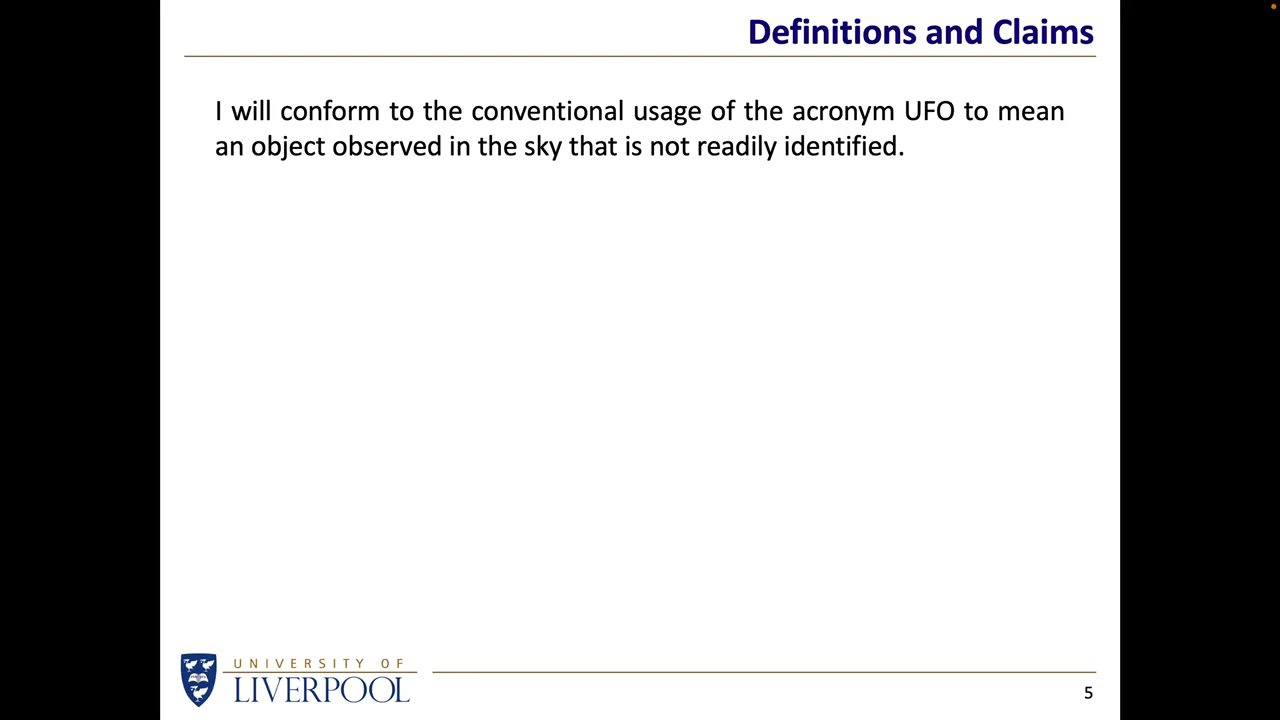 Definitions and Claims
I will conform to the conventional usage of the acronym UFO to mean
an object observed in the sky that is not readily identified.
UNIVERSITY OF
LIVERPOOL
5